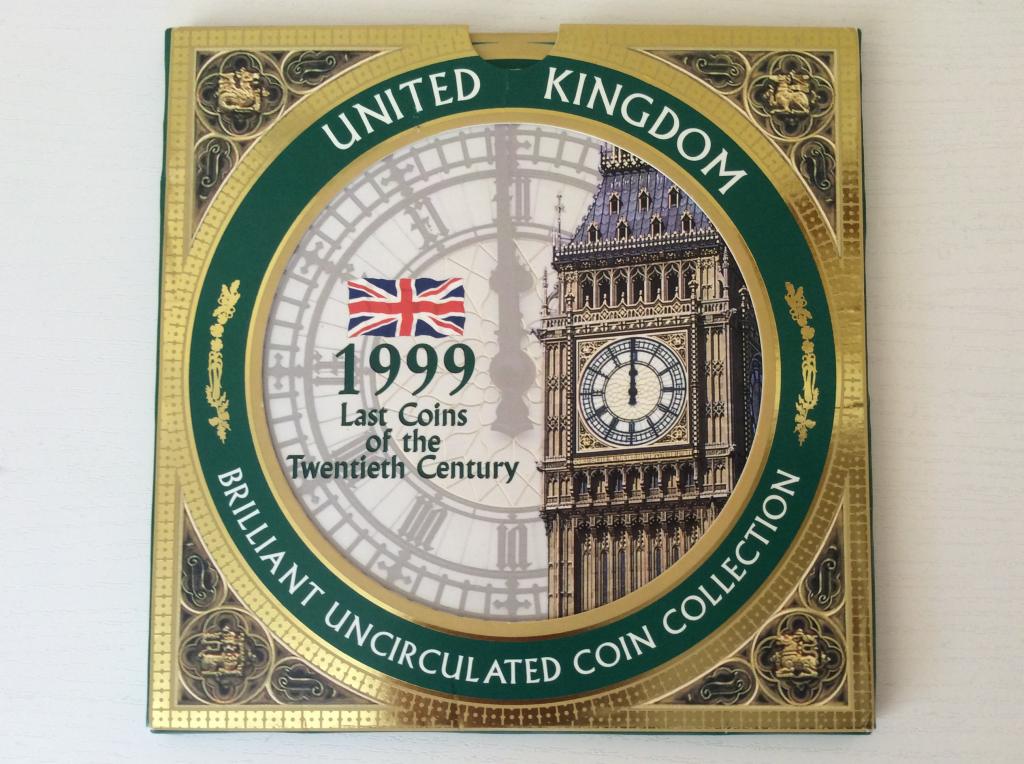 UNITED KINGDOM
1999
Last Coins
of the
Twentieth Century
BRILLIANT UNCIRCULATED COIN COLLECTION